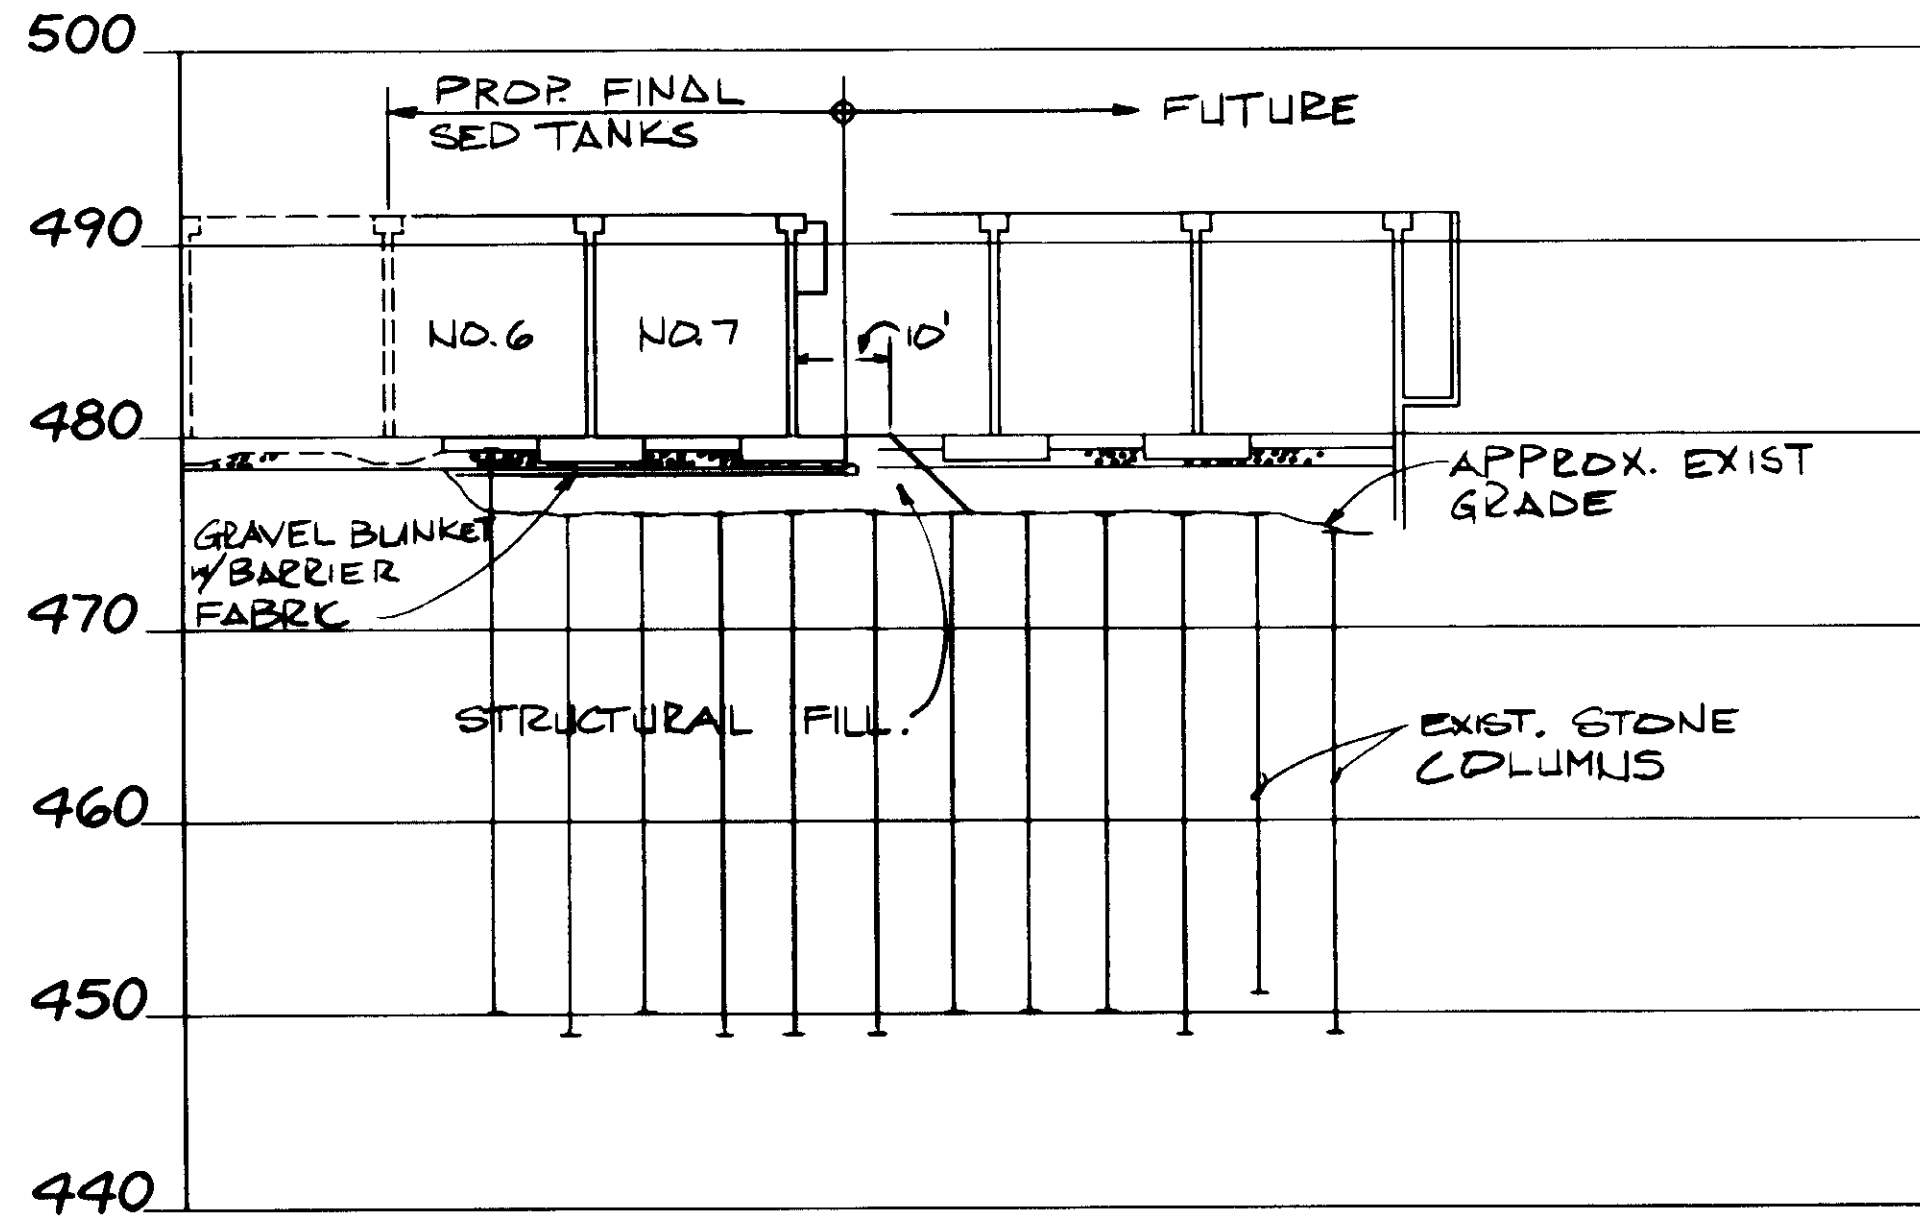 500
PROP. FINAL
SED TANKS
FUTURE
490
NO. 6
NO. 7
10'
480
APPROX. EXIST
GRADE
GRAVEL BLUNKET
W/BARRIER
FABRIC
470
STRUCTURAL FILL.
EXIST. STONE
COLUMNS
460
450
440